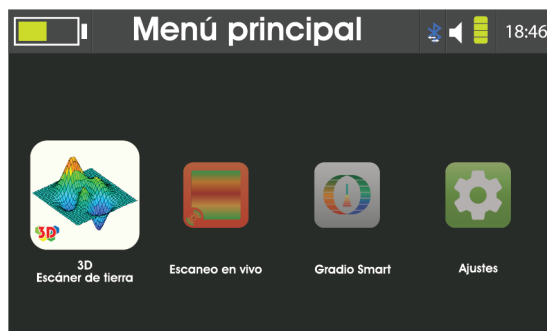 Menú principal
18:46
3D
3D
Escáner de tierra
Escaneo en vivo
Gradio Smart
Ajustes